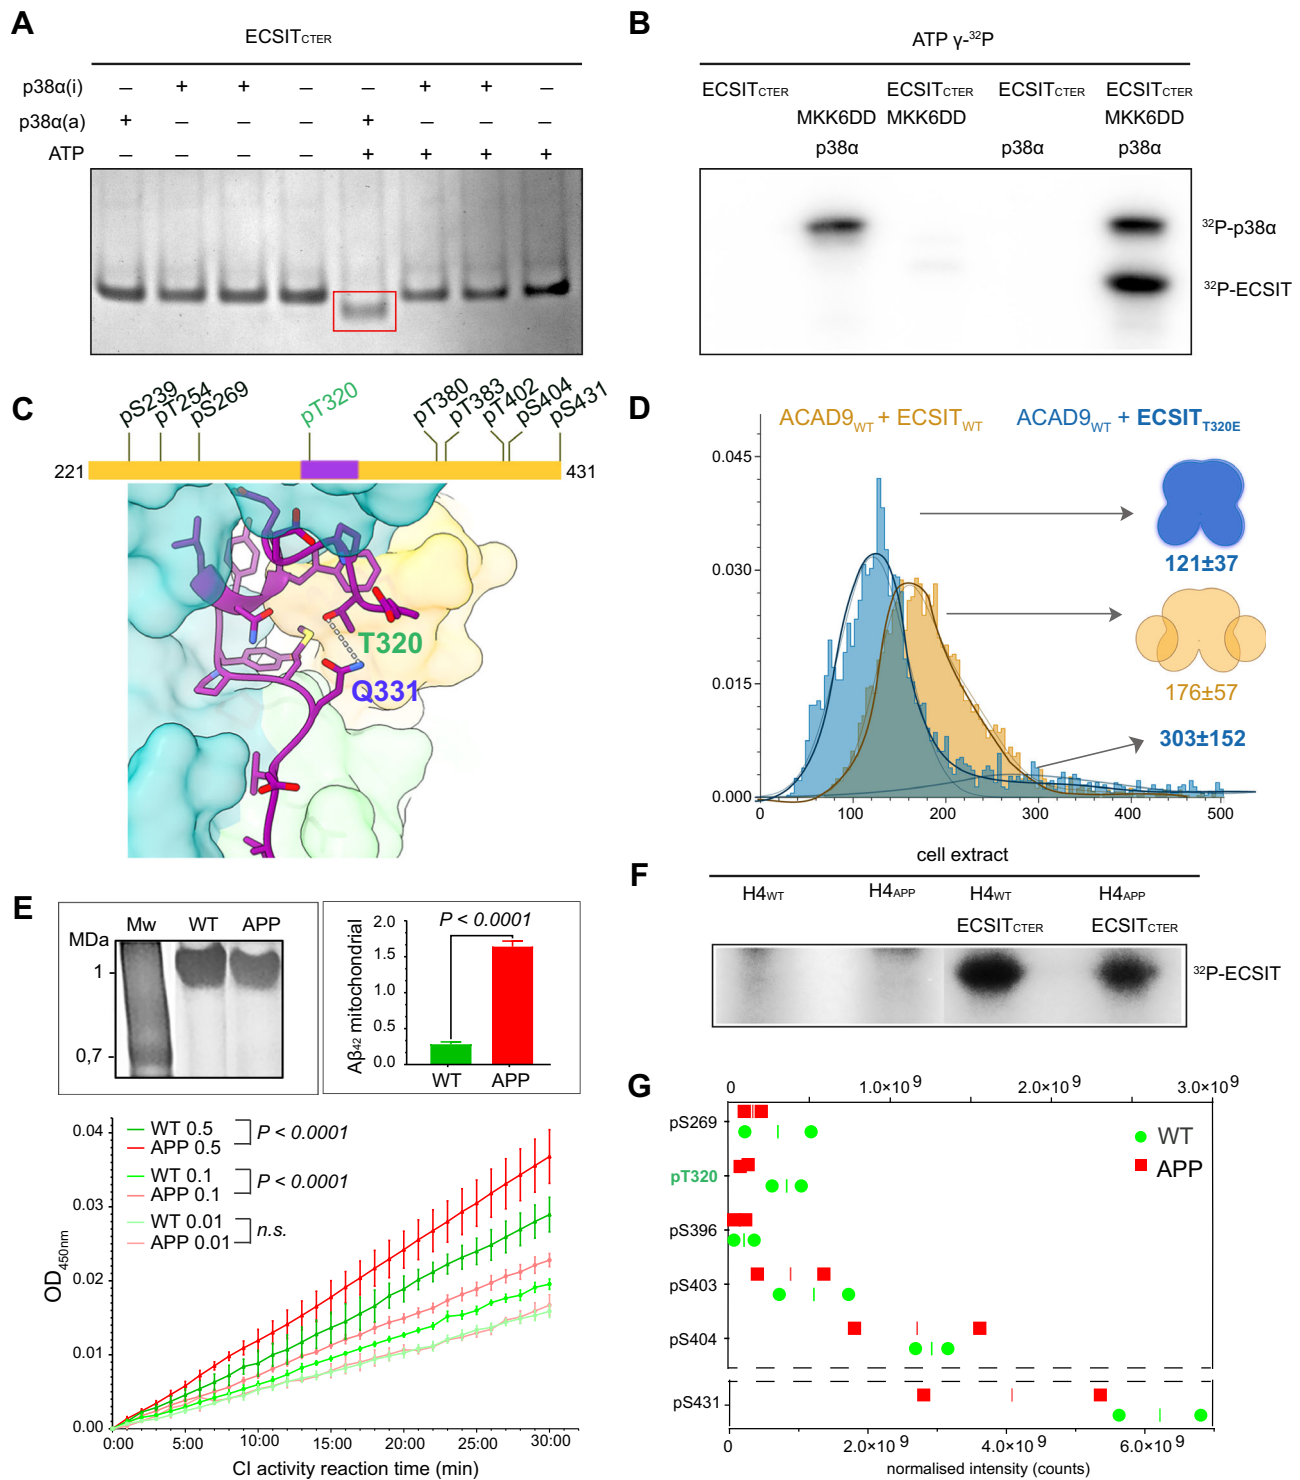 A
ECSITCTER
p38α(i) – + + – – + + –
p38α(a) + – – – + – – –
ATP – – – – + + + +
B
ATP γ-³²P
ECSITCTER ECSITCTER ECSITCTER ECSITCTER
MKK6DD MKK6DD MKK6DD
p38α p38α p38α
³²P-p38α
³²P-ECSIT
C
pS239 pT254 pS269 pT320 pT380 pT383 pT402 pS404 pS431
221 431
T320
Q331
D
ACAD9WT + ECSITWT ACAD9WT + ECSITT320E
0.045
0.030
0.015
0.000
0 100 200 300 400 500
121±37
176±57
303±152
E
Mw WT APP
MDa
1
0,7
P < 0.0001
Aβ42 mitochondrial
2.0
1.5
1.0
0.5
0.0
WT APP
WT 0.5
APP 0.5
P < 0.0001
WT 0.1
APP 0.1
P < 0.0001
WT 0.01
APP 0.01
n.s.
OD450nm
0.04
0.03
0.02
0.01
0.00
0:00 5:00 10:00 15:00 20:00 25:00 30:00
CI activity reaction time (min)
F
cell extract
H4WT H4APP H4WT H4APP
ECSITCTER ECSITCTER
³²P-ECSIT
G
0 1.0×10⁹ 2.0×10⁹ 3.0×10⁹
pS269
pT320
pS396
pS403
pS404
pS431
WT
APP
0 2.0×10⁹ 4.0×10⁹ 6.0×10⁹
normalised intensity (counts)